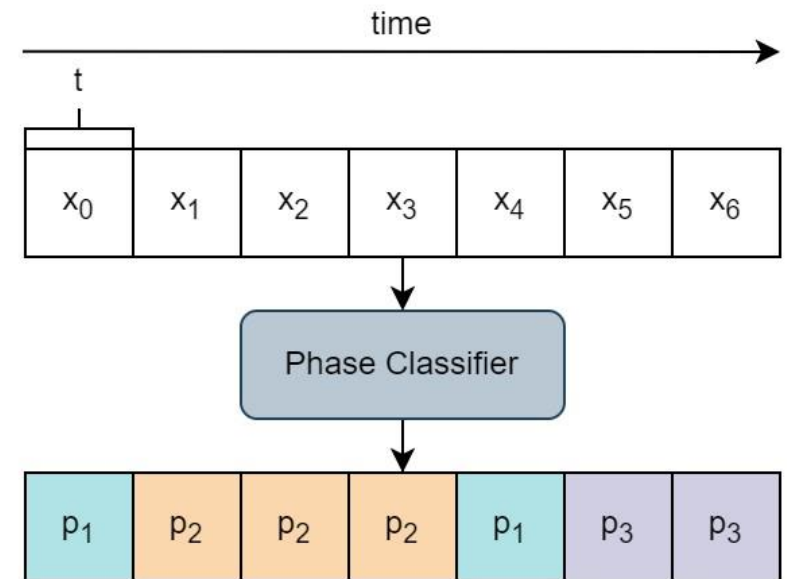 time
t
x₀ x₁ x₂ x₃ x₄ x₅ x₆
Phase Classifier
p₁ p₂ p₂ p₂ p₁ p₃ p₃